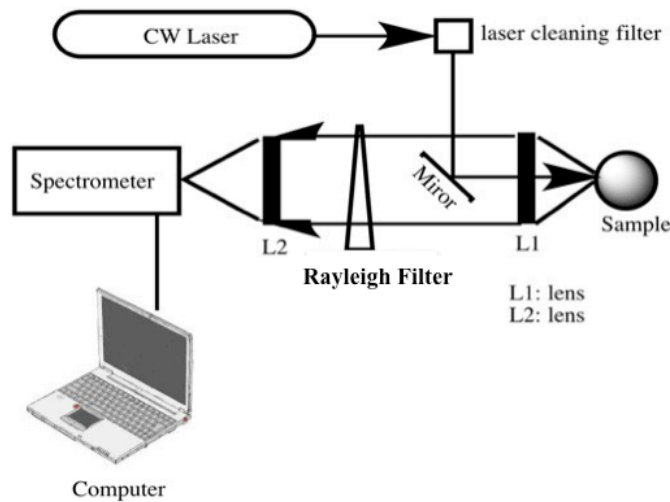 CW Laser
laser cleaning filter
Spectrometer
Miror
Sample
L2
L1
Rayleigh Filter
L1: lens
L2: lens
Computer